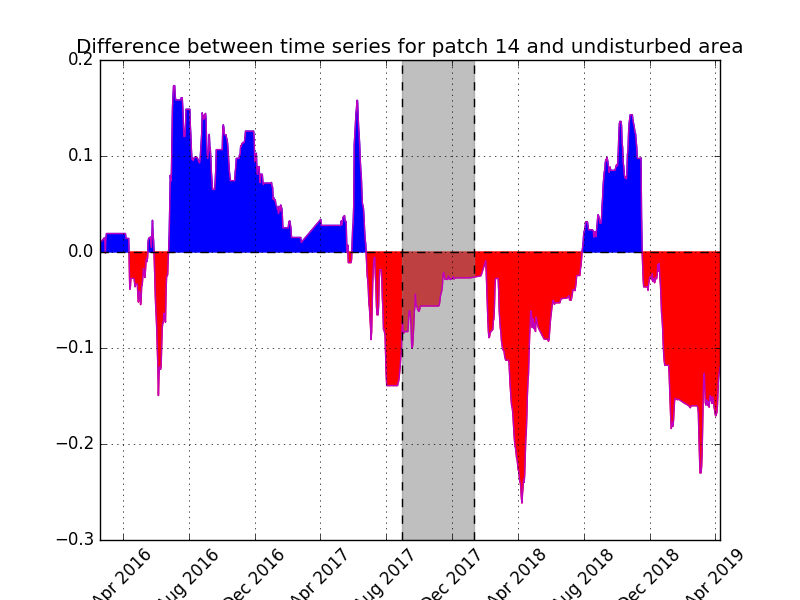 Difference between time series for patch 14 and undisturbed area
0.2
0.1
0.0
−0.1
−0.2
−0.3
Apr 2016
Aug 2016
Dec 2016
Apr 2017
Aug 2017
Dec 2017
Apr 2018
Aug 2018
Dec 2018
Apr 2019